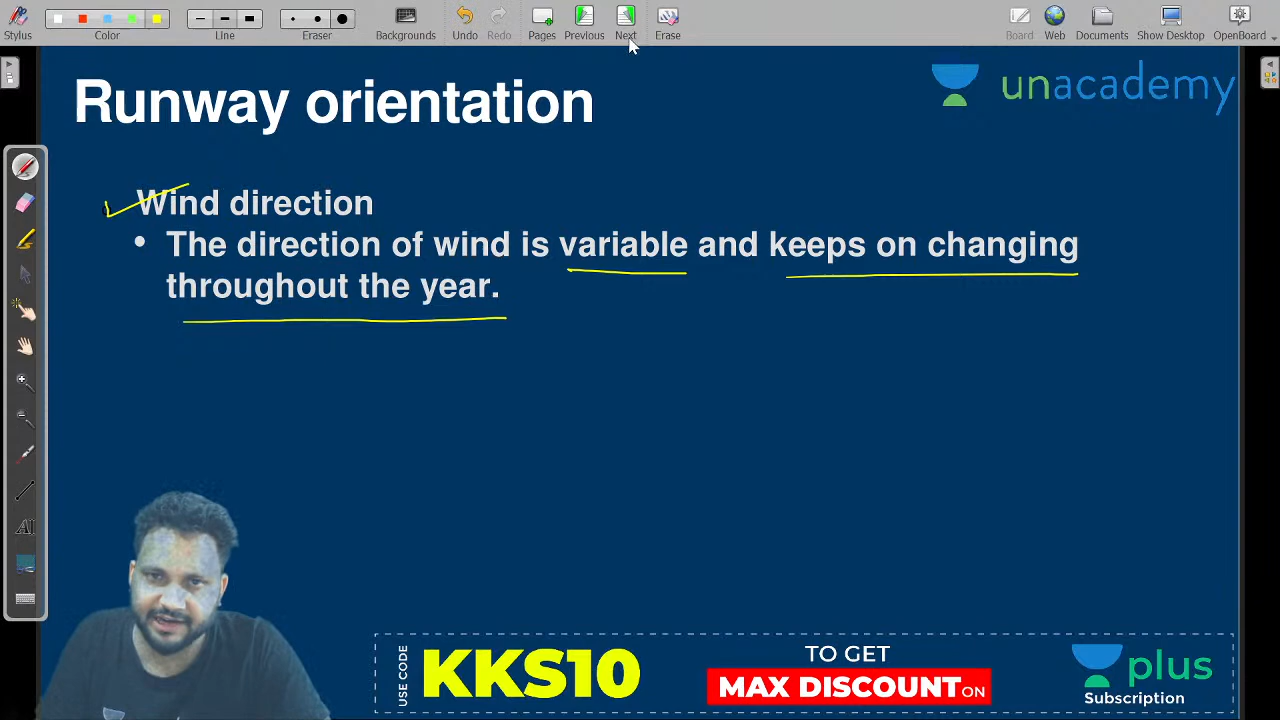 Stylus
Color
Line
Eraser
Backgrounds
Undo
Redo
Pages
Previous
Next
Erase
Board
Web
Documents
Show Desktop
OpenBoard
Runway orientation
unacademy
Wind direction
• The direction of wind is variable and keeps on changing
throughout the year.
AI
USE CODE
KKS10
TO GET
MAX DISCOUNT ON
plus
Subscription